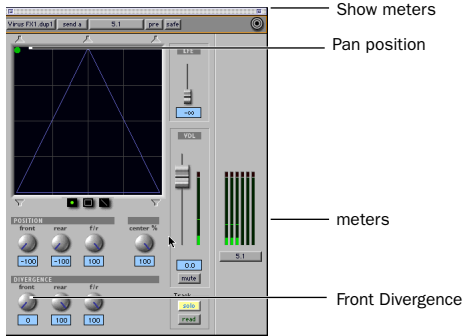 Show meters
Virus FX1.dup1 send a 5.1 pre safe
Pan position
LFE
-∞
VOL
POSITION
front rear f/r center %
-100 -100 100 100
meters
0.0
5.1
mute
DIVERGENCE
front rear f/r
Track
solo
Front Divergence
0 100 100
read